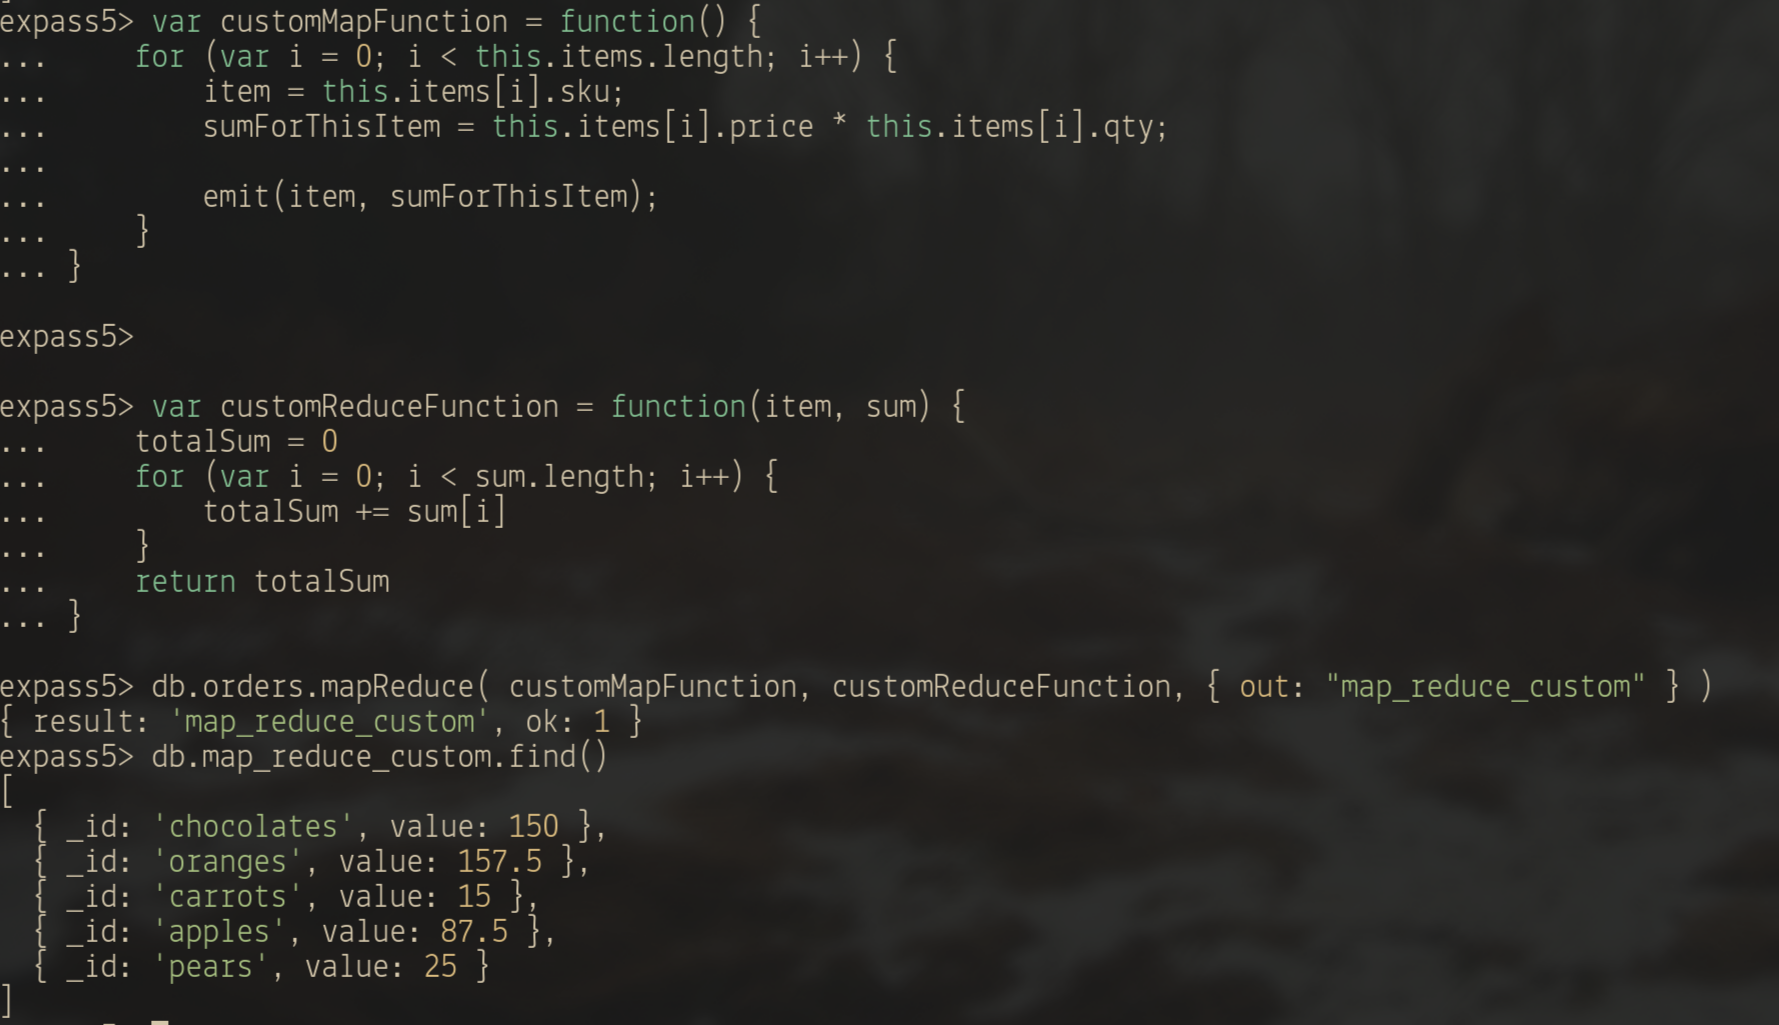 expass5> var customMapFunction = function() {
...     for (var i = 0; i < this.items.length; i++) {
...         item = this.items[i].sku;
...         sumForThisItem = this.items[i].price * this.items[i].qty;
...
...         emit(item, sumForThisItem);
...     }
... }
expass5>
expass5> var customReduceFunction = function(item, sum) {
...     totalSum = 0
...     for (var i = 0; i < sum.length; i++) {
...         totalSum += sum[i]
...     }
...     return totalSum
... }
expass5> db.orders.mapReduce( customMapFunction, customReduceFunction, { out: "map_reduce_custom" } )
{ result: 'map_reduce_custom', ok: 1 }
expass5> db.map_reduce_custom.find()
[
  { _id: 'chocolates', value: 150 },
  { _id: 'oranges', value: 157.5 },
  { _id: 'carrots', value: 15 },
  { _id: 'apples', value: 87.5 },
  { _id: 'pears', value: 25 }
]